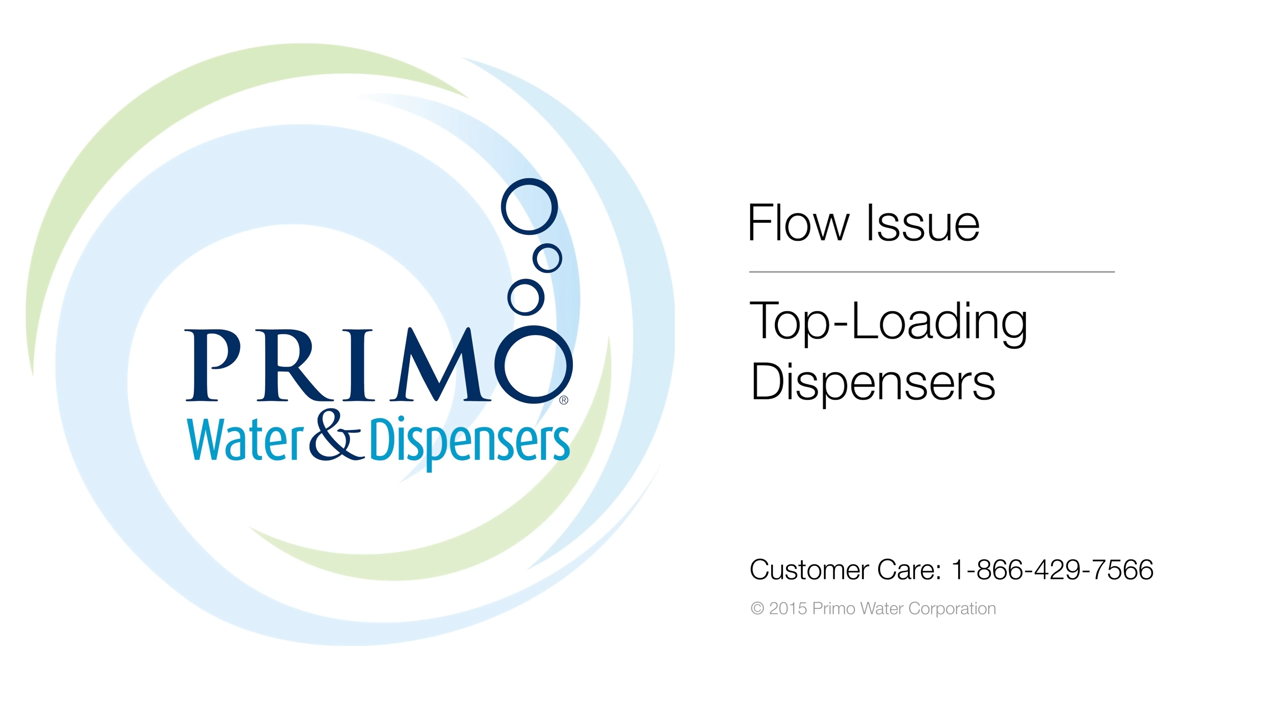 PRIMO®
Water & Dispensers
Flow Issue
Top-Loading
Dispensers
Customer Care: 1-866-429-7566
© 2015 Primo Water Corporation